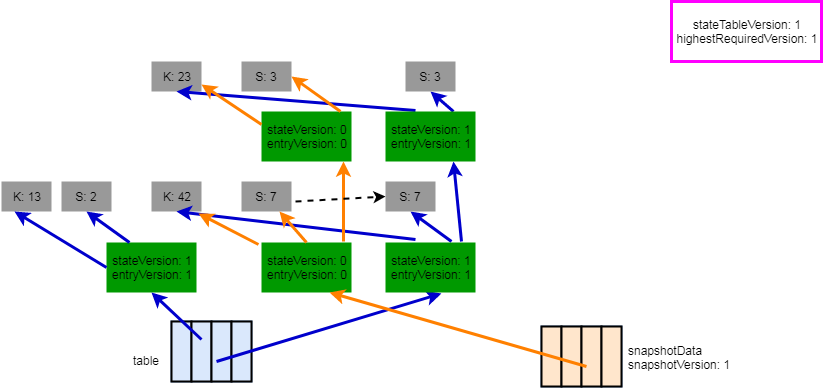 stateTableVersion: 1
highestRequiredVersion: 1
K: 23
S: 3
S: 3
stateVersion: 0
entryVersion: 0
stateVersion: 1
entryVersion: 1
K: 13
S: 2
K: 42
S: 7
S: 7
stateVersion: 1
entryVersion: 1
stateVersion: 0
entryVersion: 0
stateVersion: 1
entryVersion: 1
table
snapshotData
snapshotVersion: 1